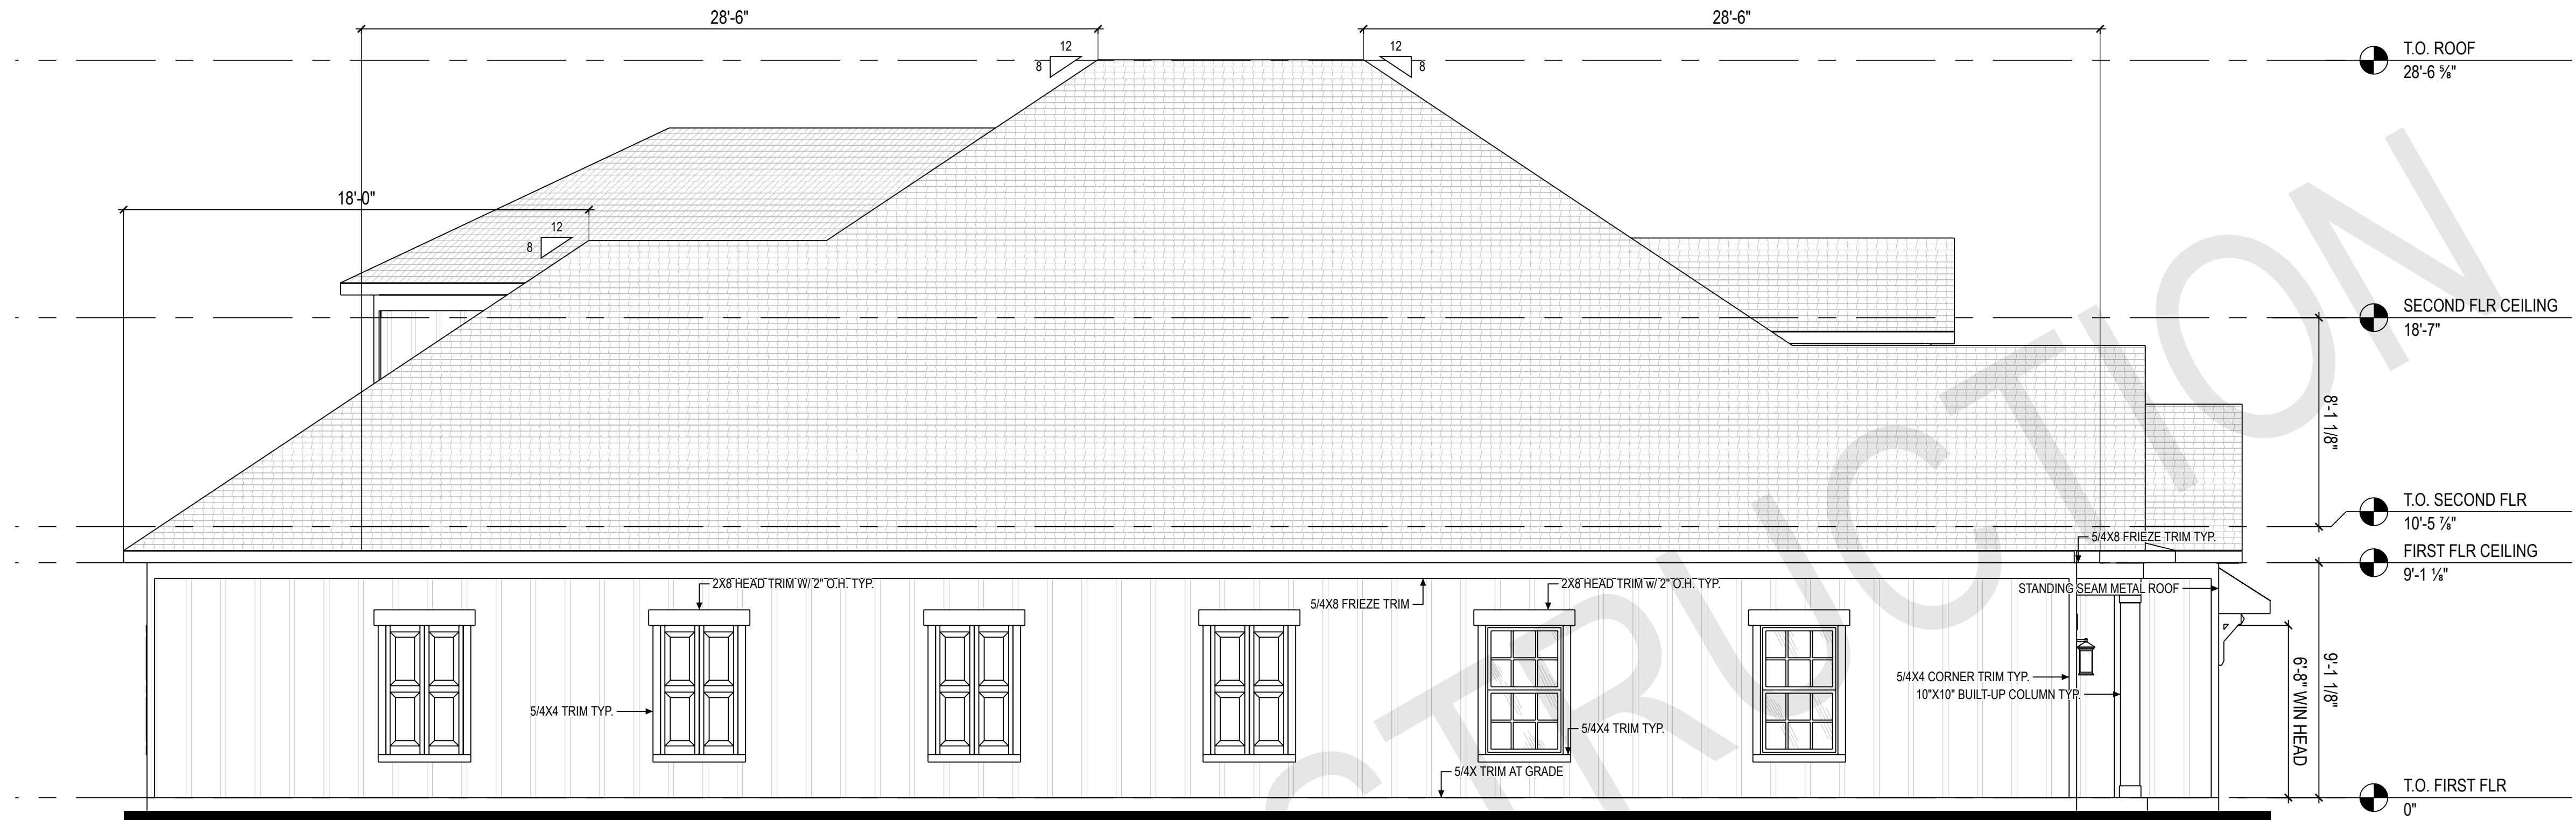 28'-6"
28'-6"
12
8
12
8
T.O. ROOF
28'-6 ⅝"
18'-0"
12
8
SECOND FLR CEILING
18'-7"
8'-1 1/8"
T.O. SECOND FLR
10'-5 ⅞"
5/4X8 FRIEZE TRIM TYP.
FIRST FLR CEILING
9'-1 ⅛"
2X8 HEAD TRIM W/ 2" O.H. TYP.
2X8 HEAD TRIM w/ 2" O.H. TYP.
STANDING SEAM METAL ROOF
5/4X8 FRIEZE TRIM
5/4X4 CORNER TRIM TYP.
10"X10" BUILT-UP COLUMN TYP.
6'-8" WIN HEAD
9'-1 1/8"
5/4X4 TRIM TYP.
5/4X4 TRIM TYP.
5/4X TRIM AT GRADE
T.O. FIRST FLR
0"
STRUCTION